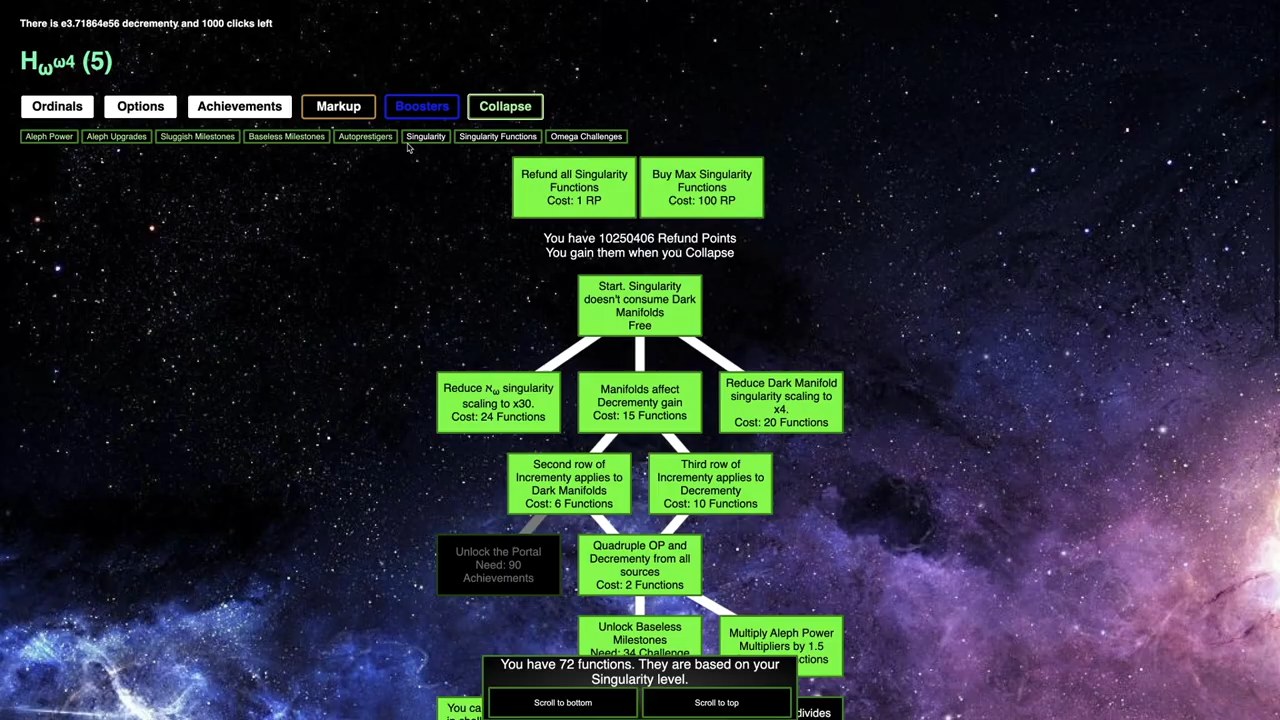 There is e3.71864e56 decrementy and 1000 clicks left
H_ω^ω4 (5)
Ordinals Options Achievements Markup Boosters Collapse
Aleph Power Aleph Upgrades Sluggish Milestones Baseless Milestones Autoprestigers Singularity Singularity Functions Omega Challenges
Refund all Singularity
Functions
Cost: 1 RP
Buy Max Singularity
Functions
Cost: 100 RP
You have 10250406 Refund Points
You gain them when you Collapse
Start. Singularity
doesn't consume Dark
Manifolds
Free
Reduce ℵω singularity
scaling to x30.
Cost: 24 Functions
Manifolds affect
Decrementy gain
Cost: 15 Functions
Reduce Dark Manifold
singularity scaling to
x4.
Cost: 20 Functions
Second row of
Incrementy applies to
Dark Manifolds
Cost: 6 Functions
Third row of
Incrementy applies to
Decrementy
Cost: 10 Functions
Unlock the Portal
Need: 90
Achievements
Quadruple OP and
Decrementy from all
sources
Cost: 2 Functions
Unlock Baseless
Milestones
Need: 34 Challenge
Multiply Aleph Power
Multipliers by 1.5
You have 72 functions. They are based on your
Singularity level.
Scroll to bottom Scroll to top
You ca
divides